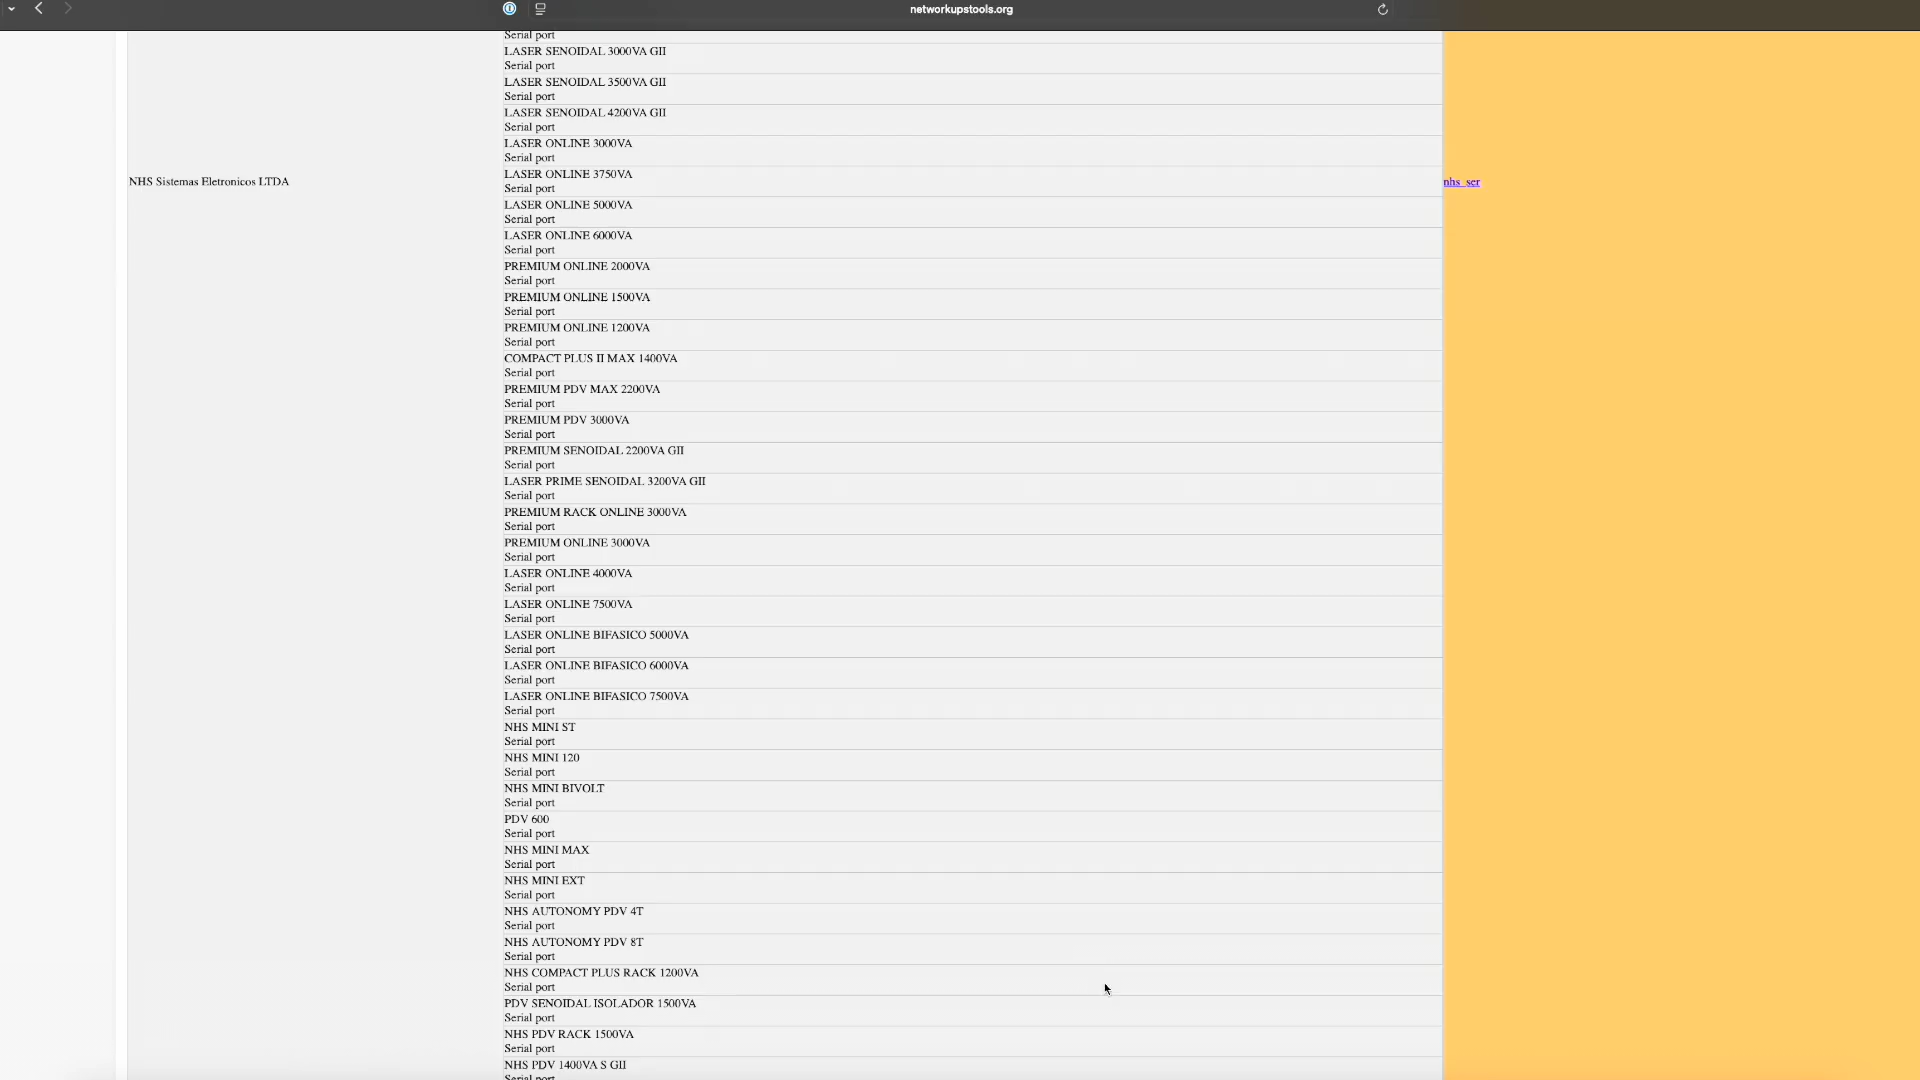 networkupstools.org
Serial port
LASER SENOIDAL 3000VA GII
Serial port
LASER SENOIDAL 3500VA GII
Serial port
LASER SENOIDAL 4200VA GII
Serial port
LASER ONLINE 3000VA
Serial port
LASER ONLINE 3750VA
NHS Sistemas Eletronicos LTDA
nhs_ser
Serial port
LASER ONLINE 5000VA
Serial port
LASER ONLINE 6000VA
Serial port
PREMIUM ONLINE 2000VA
Serial port
PREMIUM ONLINE 1500VA
Serial port
PREMIUM ONLINE 1200VA
Serial port
COMPACT PLUS II MAX 1400VA
Serial port
PREMIUM PDV MAX 2200VA
Serial port
PREMIUM PDV 3000VA
Serial port
PREMIUM SENOIDAL 2200VA GII
Serial port
LASER PRIME SENOIDAL 3200VA GII
Serial port
PREMIUM RACK ONLINE 3000VA
Serial port
PREMIUM ONLINE 3000VA
Serial port
LASER ONLINE 4000VA
Serial port
LASER ONLINE 7500VA
Serial port
LASER ONLINE BIFASICO 5000VA
Serial port
LASER ONLINE BIFASICO 6000VA
Serial port
LASER ONLINE BIFASICO 7500VA
Serial port
NHS MINI ST
Serial port
NHS MINI 120
Serial port
NHS MINI BIVOLT
Serial port
PDV 600
Serial port
NHS MINI MAX
Serial port
NHS MINI EXT
Serial port
NHS AUTONOMY PDV 4T
Serial port
NHS AUTONOMY PDV 8T
Serial port
NHS COMPACT PLUS RACK 1200VA
Serial port
PDV SENOIDAL ISOLADOR 1500VA
Serial port
NHS PDV RACK 1500VA
Serial port
NHS PDV 1400VA S GII
Serial port